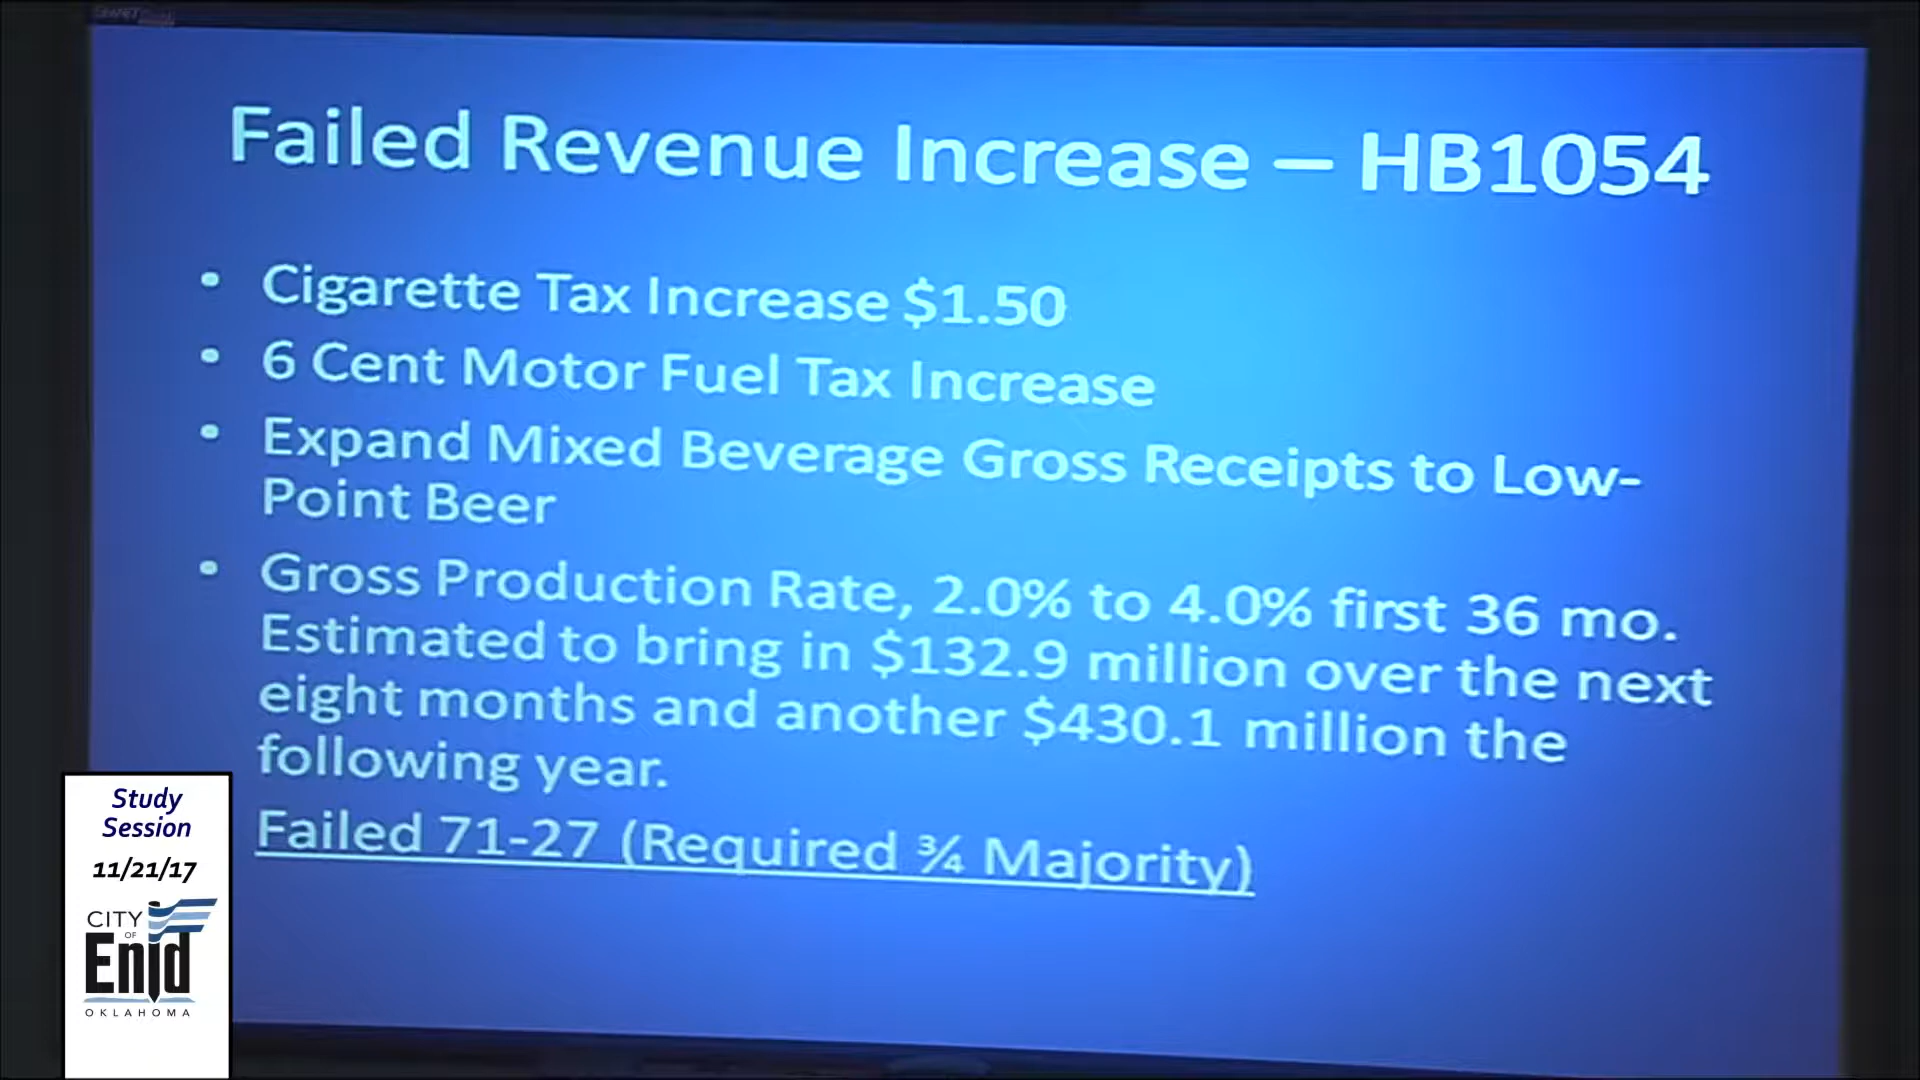 Failed Revenue Increase – HB1054
• Cigarette Tax Increase $1.50
• 6 Cent Motor Fuel Tax Increase
• Expand Mixed Beverage Gross Receipts to Low-
Point Beer
• Gross Production Rate, 2.0% to 4.0% first 36 mo.
Estimated to bring in $132.9 million over the next
eight months and another $430.1 million the
following year.
Failed 71-27 (Required ¾ Majority)
Study
Session
11/21/17
CITY
OF
Enid
OKLAHOMA